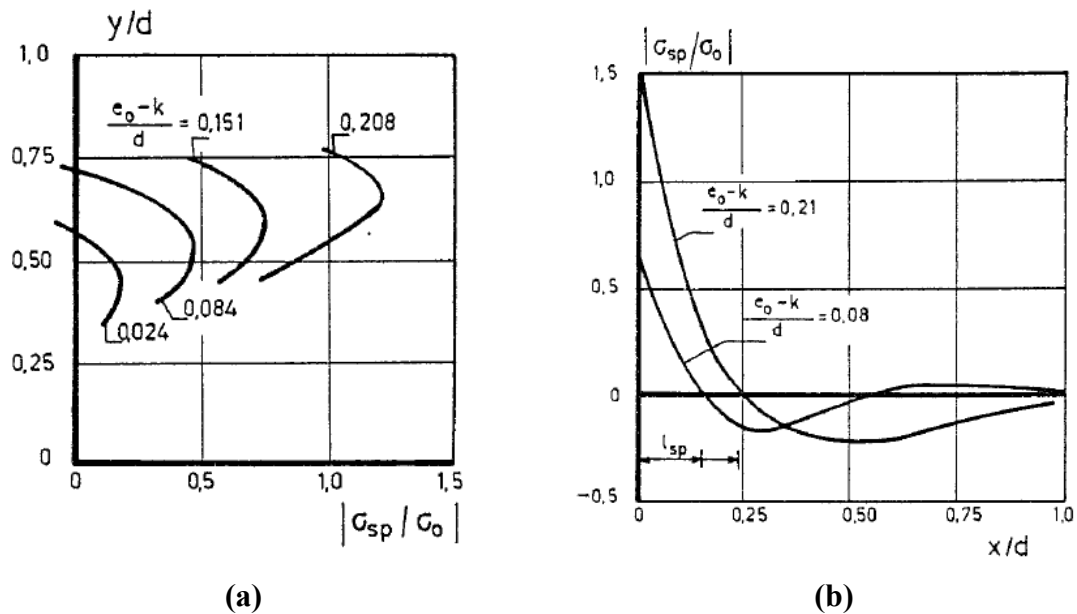 y/d
1,0
e₀-k
d
= 0,151
0,208
0,75
0,50
0,084
0,024
0,25
0
0
0,5
1,0
1,5
|σsp / σ₀|
(a)
|σsp/σ₀|
1,5
1,0
e₀-k
d
=0,21
0,5
e₀-k
d
=0,08
0
lsp
-0,5
0
0,25
0,50
0,75
1,0
x/d
(b)